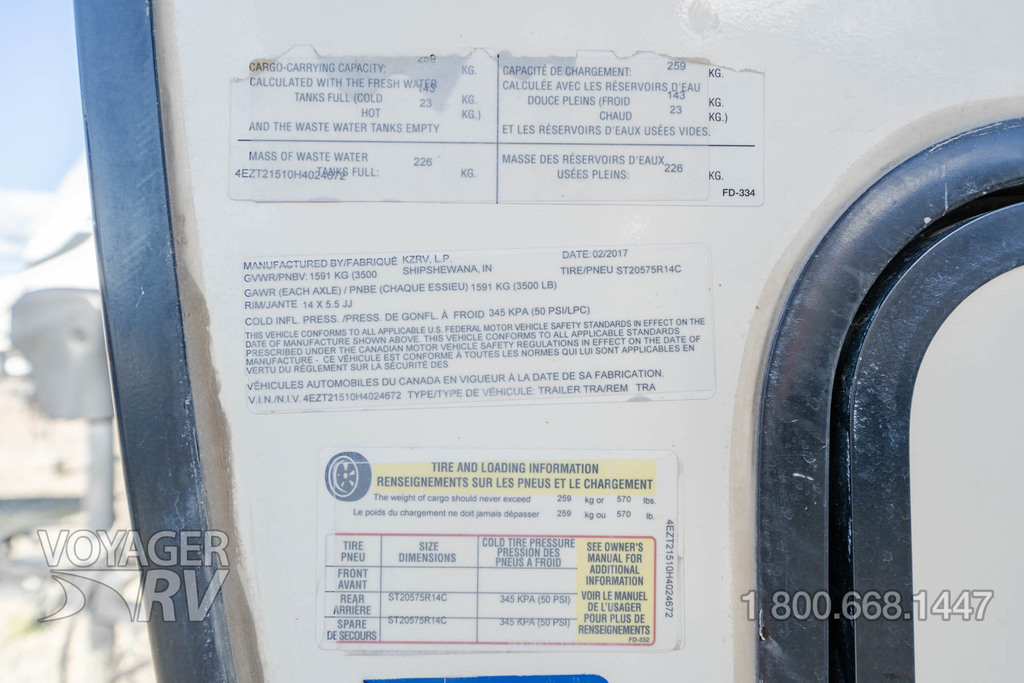 CARGO-CARRYING CAPACITY: 259 KG.
CALCULATED WITH THE FRESH WATER
TANKS FULL (COLD 143 KG.
HOT 23 KG.)
AND THE WASTE WATER TANKS EMPTY
MASS OF WASTE WATER 226
TANKS FULL: KG.
4EZT21510H4024672
CAPACITÉ DE CHARGEMENT: 259 KG.
CALCULÉE AVEC LES RÉSERVOIRS D'EAU
DOUCE PLEINS (FROID 143 KG.
CHAUD 23 KG.)
ET LES RÉSERVOIRS D'EAUX USÉES VIDES.
MASSE DES RÉSERVOIRS D'EAUX
USÉES PLEINS: 226 KG.
FD-334
MANUFACTURED BY/FABRIQUÉ KZRV, L.P. DATE: 02/2017
GVWR/PNBV: 1591 KG (3500 SHIPSHEWANA, IN TIRE/PNEU ST20575R14C
GAWR (EACH AXLE) / PNBE (CHAQUE ESSIEU) 1591 KG (3500 LB)
RIM/JANTE 14 X 5.5 JJ
COLD INFL. PRESS. /PRESS. DE GONFL. À FROID 345 KPA (50 PSI/LPC)
THIS VEHICLE CONFORMS TO ALL APPLICABLE U.S. FEDERAL MOTOR VEHICLE SAFETY STANDARDS IN EFFECT ON THE
DATE OF MANUFACTURE SHOWN ABOVE. THIS VEHICLE CONFORMS TO ALL APPLICABLE STANDARDS
PRESCRIBED UNDER THE CANADIAN MOTOR VEHICLE SAFETY REGULATIONS IN EFFECT ON THE DATE OF
MANUFACTURE - CE VÉHICULE EST CONFORME À TOUTES LES NORMES QUI LUI SONT APPLICABLES EN
VERTU DU RÉGLEMENT SUR LA SÉCURITÉ DES
VÉHICULES AUTOMOBILES DU CANADA EN VIGUEUR À LA DATE DE SA FABRICATION.
V.I.N./N.I.V. 4EZT21510H4024672 TYPE/TYPE DE VÉHICULE: TRAILER TRA/REM TRA
TIRE AND LOADING INFORMATION
RENSEIGNEMENTS SUR LES PNEUS ET LE CHARGEMENT
The weight of cargo should never exceed 259 kg or 570 lbs.
Le poids du chargement ne doit jamais dépasser 259 kg ou 570 lb.
TIRE
PNEU
SIZE
DIMENSIONS
COLD TIRE PRESSURE
PRESSION DES
PNEUS A FROID
FRONT
AVANT
REAR
ARRIÈRE
ST20575R14C 345 KPA (50 PSI)
SPARE
DE SECOURS
ST20575R14C 345 KPA (50 PSI)
SEE OWNER'S
MANUAL FOR
ADDITIONAL
INFORMATION
VOIR LE MANUEL
DE L'USAGER
POUR PLUS DE
RENSEIGNEMENTS
FD-332
4EZT21510H4024672
VOYAGER
RV
1 800.668.1447